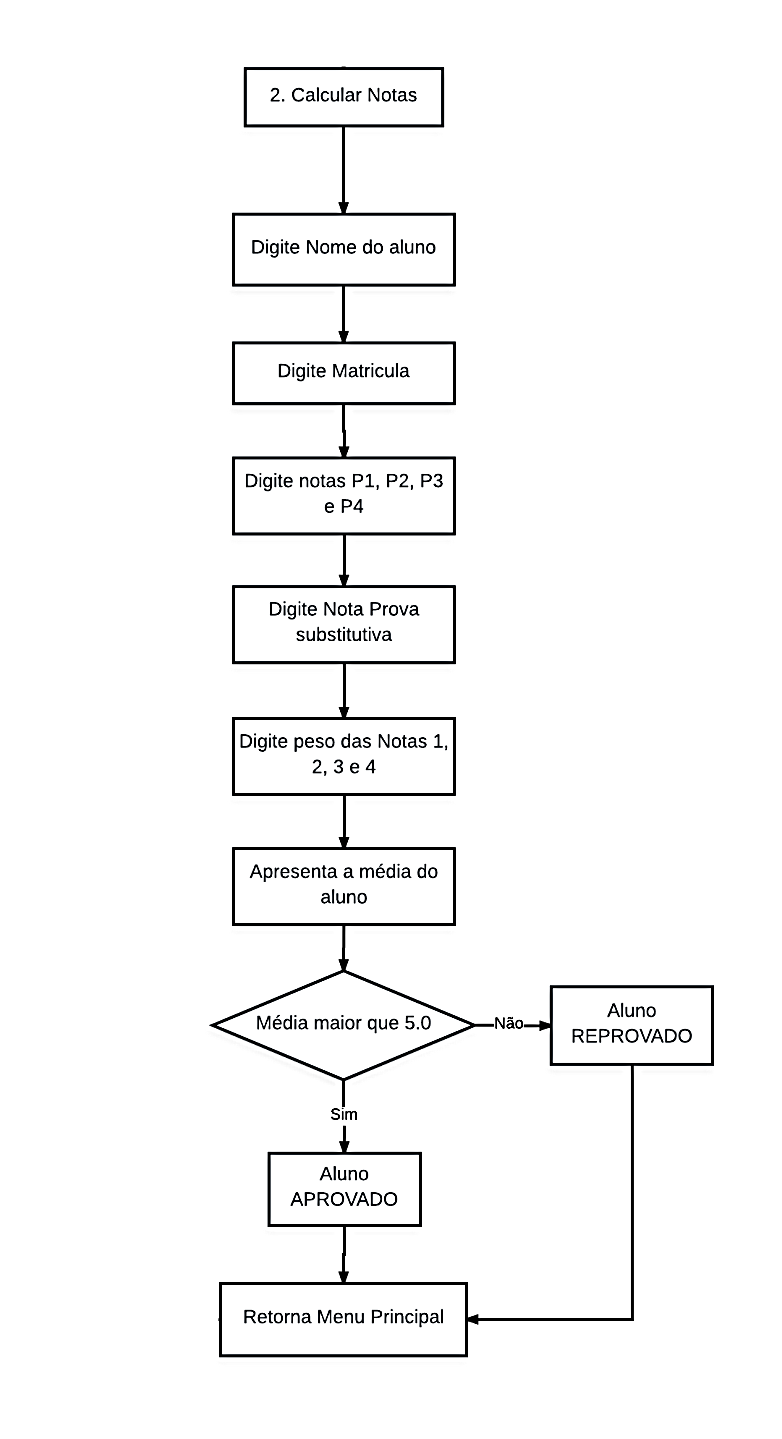 2. Calcular Notas
Digite Nome do aluno
Digite Matricula
Digite notas P1, P2, P3
e P4
Digite Nota Prova
substitutiva
Digite peso das Notas 1,
2, 3 e 4
Apresenta a média do
aluno
Média maior que 5.0
Não
Aluno
REPROVADO
Sim
Aluno
APROVADO
Retorna Menu Principal